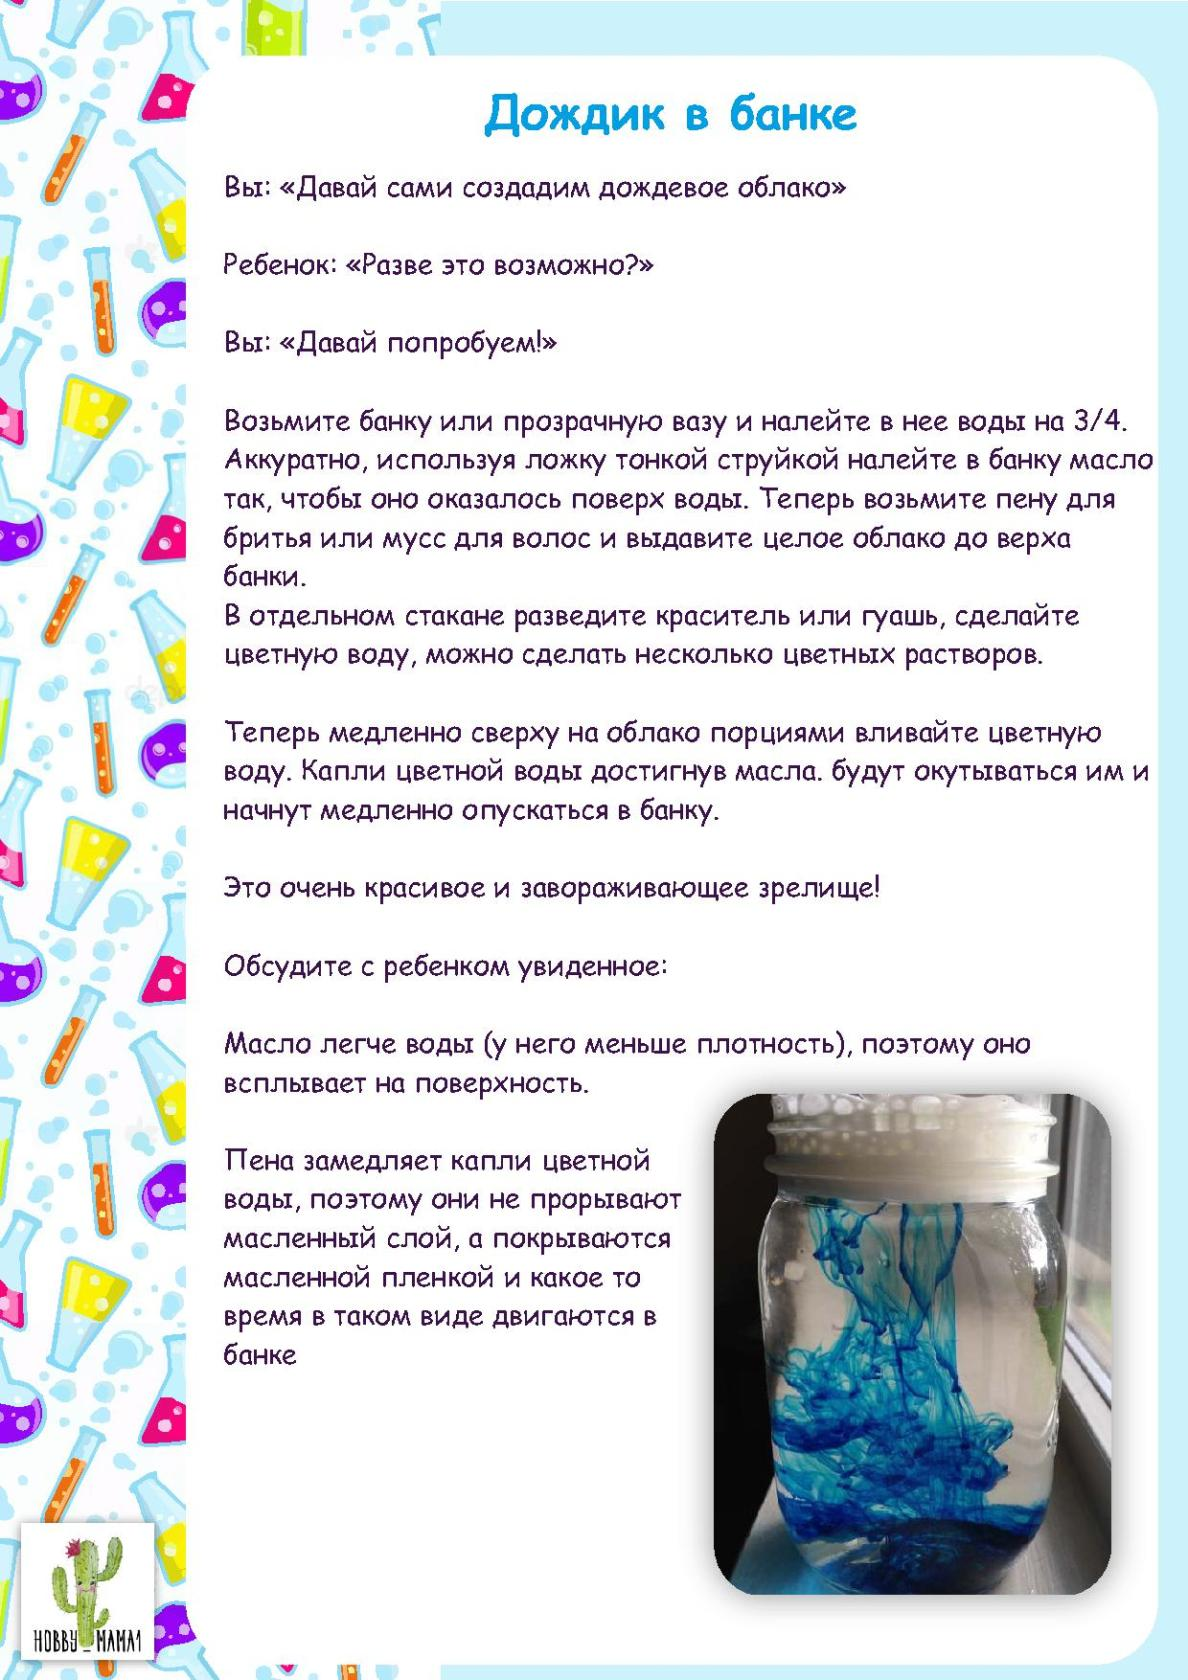 Дождик в банке
Вы: «Давай сами создадим дождевое облако»
Ребенок: «Разве это возможно?»
Вы: «Давай попробуем!»
Возьмите банку или прозрачную вазу и налейте в нее воды на 3/4.
Аккуратно, используя ложку тонкой струйкой налейте в банку масло
так, чтобы оно оказалось поверх воды. Теперь возьмите пену для
бритья или мусс для волос и выдавите целое облако до верха
банки.
В отдельном стакане разведите краситель или гуашь, сделайте
цветную воду, можно сделать несколько цветных растворов.
Теперь медленно сверху на облако порциями вливайте цветную
воду. Капли цветной воды достигнув масла. будут окутываться им и
начнут медленно опускаться в банку.
Это очень красивое и завораживающее зрелище!
Обсудите с ребенком увиденное:
Масло легче воды (у него меньше плотность), поэтому оно
всплывает на поверхность.
Пена замедляет капли цветной
воды, поэтому они не прорывают
масленный слой, а покрываются
масленной пленкой и какое то
время в таком виде двигаются в
банке
HOBBY_MAMA1